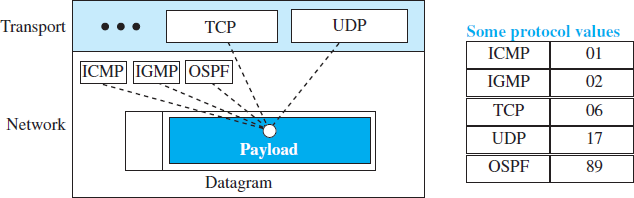 Transport
TCP
UDP
ICMP
IGMP
OSPF
Network
Payload
Datagram
Some protocol values
ICMP 01
IGMP 02
TCP 06
UDP 17
OSPF 89